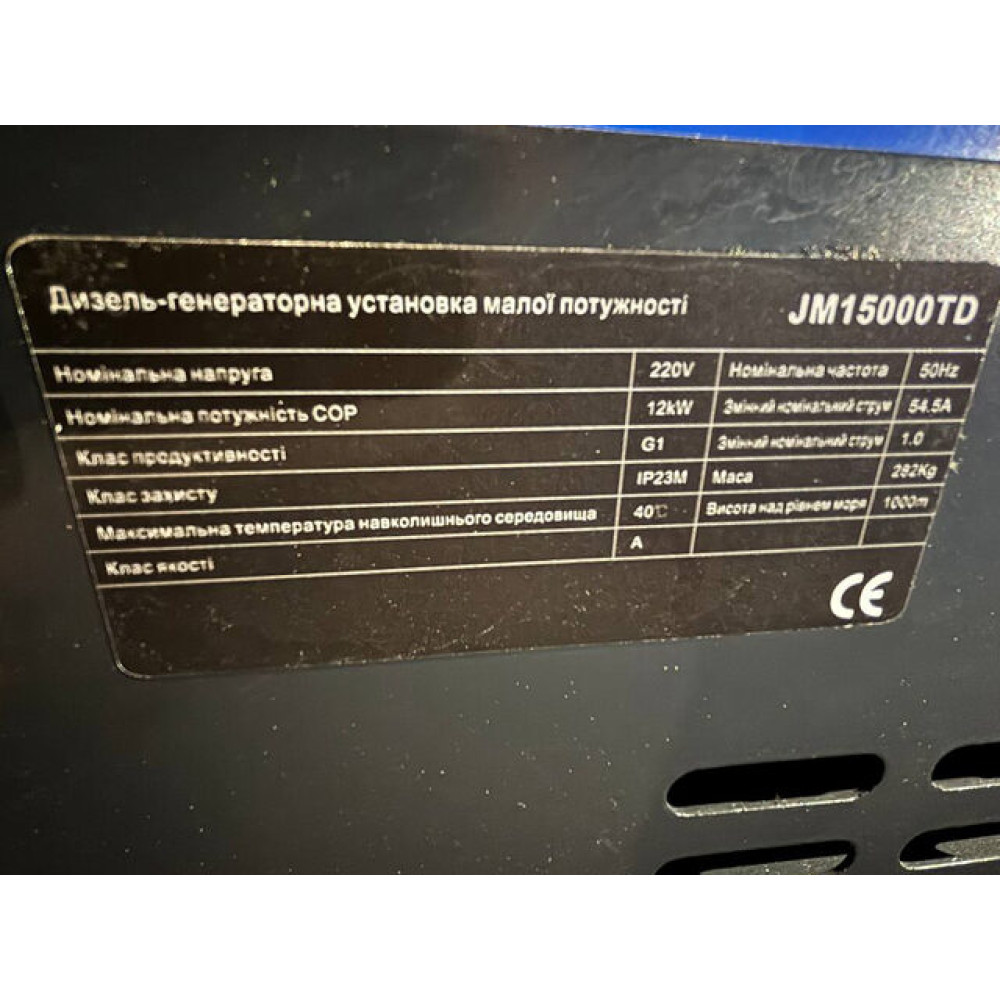 Дизель-генераторна установка малої потужності JM15000TD
Номінальна напруга 220V Номінальна частота 50Hz
Номінальна потужність COP 12kW Змінний номінальний струм 54.5A
Клас продуктивності G1 Змінний номінальний струм 1.0
Клас захисту IP23M Маса 282Kg
Максимальна температура навколишнього середовища 40℃ Висота над рівнем моря 1000m
Клас якості A
CE